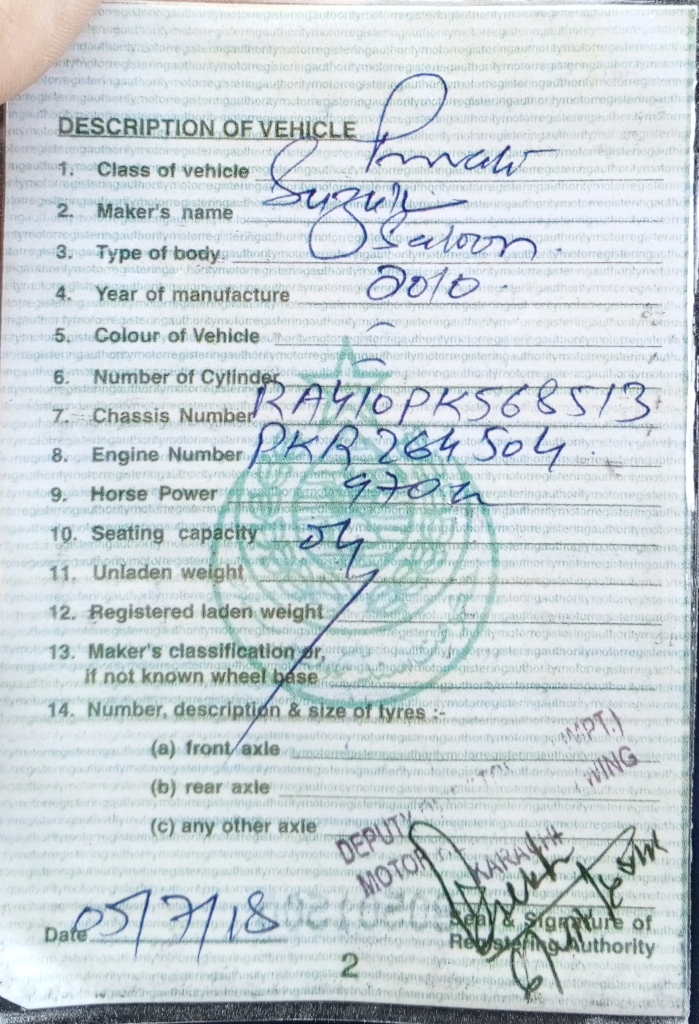 DESCRIPTION OF VEHICLE
1. Class of vehicle Private
2. Maker's name Suzuki
3. Type of body Saloon
4. Year of manufacture 2010
5. Colour of Vehicle
6. Number of Cylinder
7. Chassis Number RA410PK568513
8. Engine Number PKR264504
9. Horse Power 970
10. Seating capacity 04
11. Unladen weight
12. Registered laden weight
13. Maker's classification or,
if not known wheel base
14. Number, description & size of tyres :-
(a) front axle
(b) rear axle
(c) any other axle
DEPUTY WING
MOTOR KARACHI
Seal & Signature of
Date 05/7/18 Registering Authority
2